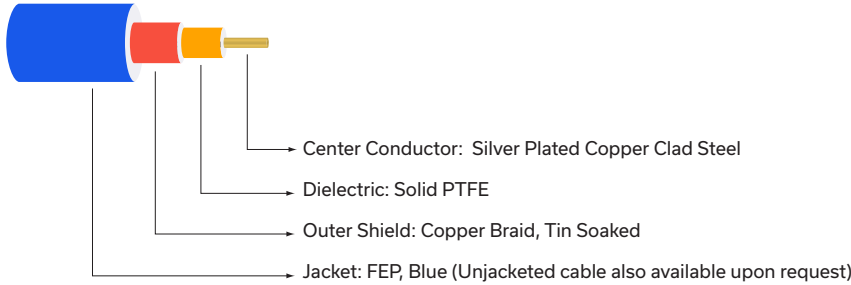 Center Conductor: Silver Plated Copper Clad Steel
Dielectric: Solid PTFE
Outer Shield: Copper Braid, Tin Soaked
Jacket: FEP, Blue (Unjacketed cable also available upon request)